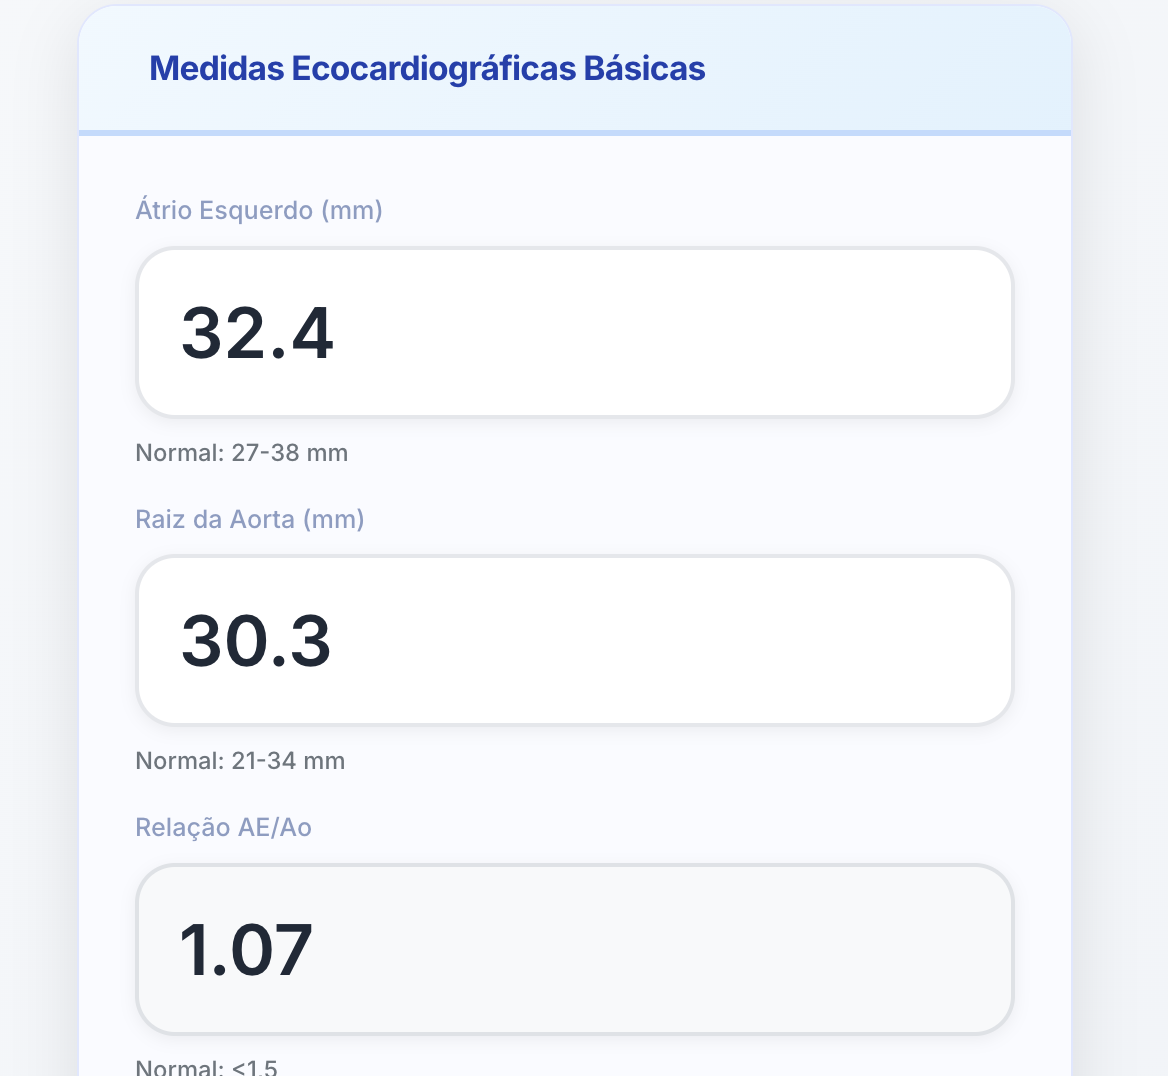 Medidas Ecocardiográficas Básicas
Átrio Esquerdo (mm)
32.4
Normal: 27-38 mm
Raiz da Aorta (mm)
30.3
Normal: 21-34 mm
Relação AE/Ao
1.07
Normal: <1.5